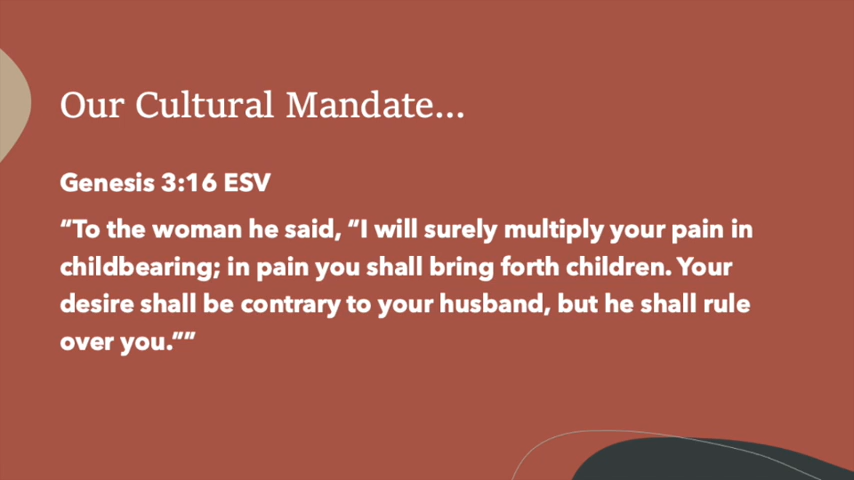 Our Cultural Mandate...
Genesis 3:16 ESV
“To the woman he said, “I will surely multiply your pain in
childbearing; in pain you shall bring forth children. Your
desire shall be contrary to your husband, but he shall rule
over you.””